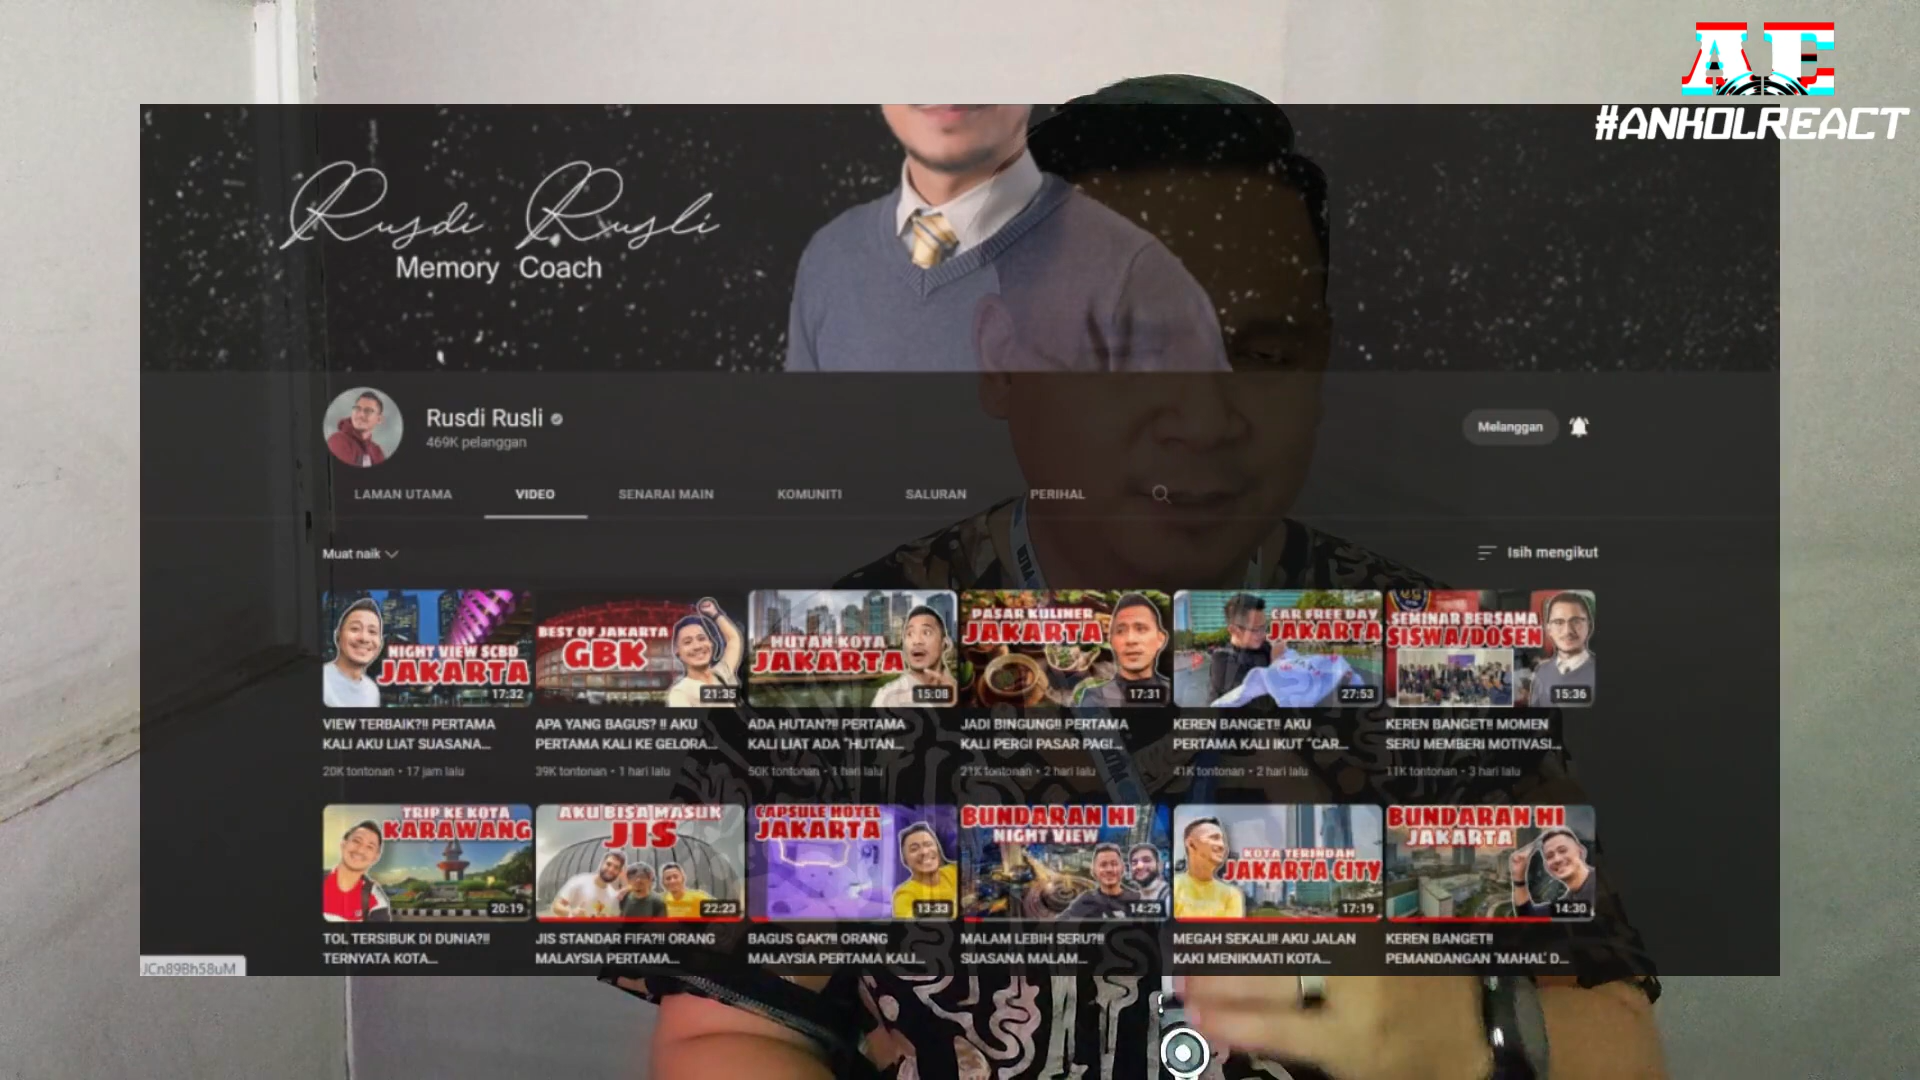 AE
#ANKOLREACT
Rusdi Rusli
Memory Coach
Rusdi Rusli
469K pelanggan
Melanggan
LAMAN UTAMA
VIDEO
SENARAI MAIN
KOMUNITI
SALURAN
PERIHAL
Muat naik
Isih mengikut
NIGHT VIEW SCBD
JAKARTA
17:32
BEST OF JAKARTA
GBK
21:35
HUTAN KOTA
JAKARTA
15:08
PASAR KULINER
JAKARTA
17:31
CAR FREE DAY
JAKARTA
27:53
SEMINAR BERSAMA
SISWA/DOSEN
15:36
VIEW TERBAIK?!! PERTAMA
KALI AKU LIAT SUASANA...
20K tontonan • 17 jam lalu
APA YANG BAGUS? !! AKU
PERTAMA KALI KE GELORA...
39K tontonan • 1 hari lalu
ADA HUTAN?!! PERTAMA
KALI LIAT ADA "HUTAN...
50K tontonan • 1 hari lalu
JADI BINGUNG!! PERTAMA
KALI PERGI PASAR PAGI...
21K tontonan • 2 hari lalu
KEREN BANGET!! AKU
PERTAMA KALI IKUT "CAR...
41K tontonan • 2 hari lalu
KEREN BANGET!! MOMEN
SERU MEMBERI MOTIVASI...
11K tontonan • 3 hari lalu
TRIP KE KOTA
KARAWANG
20:19
AKU BISA MASUK
JIS
22:23
CAPSULE HOTEL
JAKARTA
13:33
BUNDARAN HI
NIGHT VIEW
14:29
KOTA TERINDAH
JAKARTA CITY
17:19
BUNDARAN HI
JAKARTA
14:30
TOL TERSIBUK DI DUNIA?!!
TERNYATA KOTA...
JIS STANDAR FIFA?!! ORANG
MALAYSIA PERTAMA...
BAGUS GAK?!! ORANG
MALAYSIA PERTAMA KALI...
MALAM LEBIH SERU?!!
SUASANA MALAM...
MEGAH SEKALI!! AKU JALAN
KAKI MENIKMATI KOTA...
KEREN BANGET!!
PEMANDANGAN 'MAHAL' D...
JCn89Bh58uM